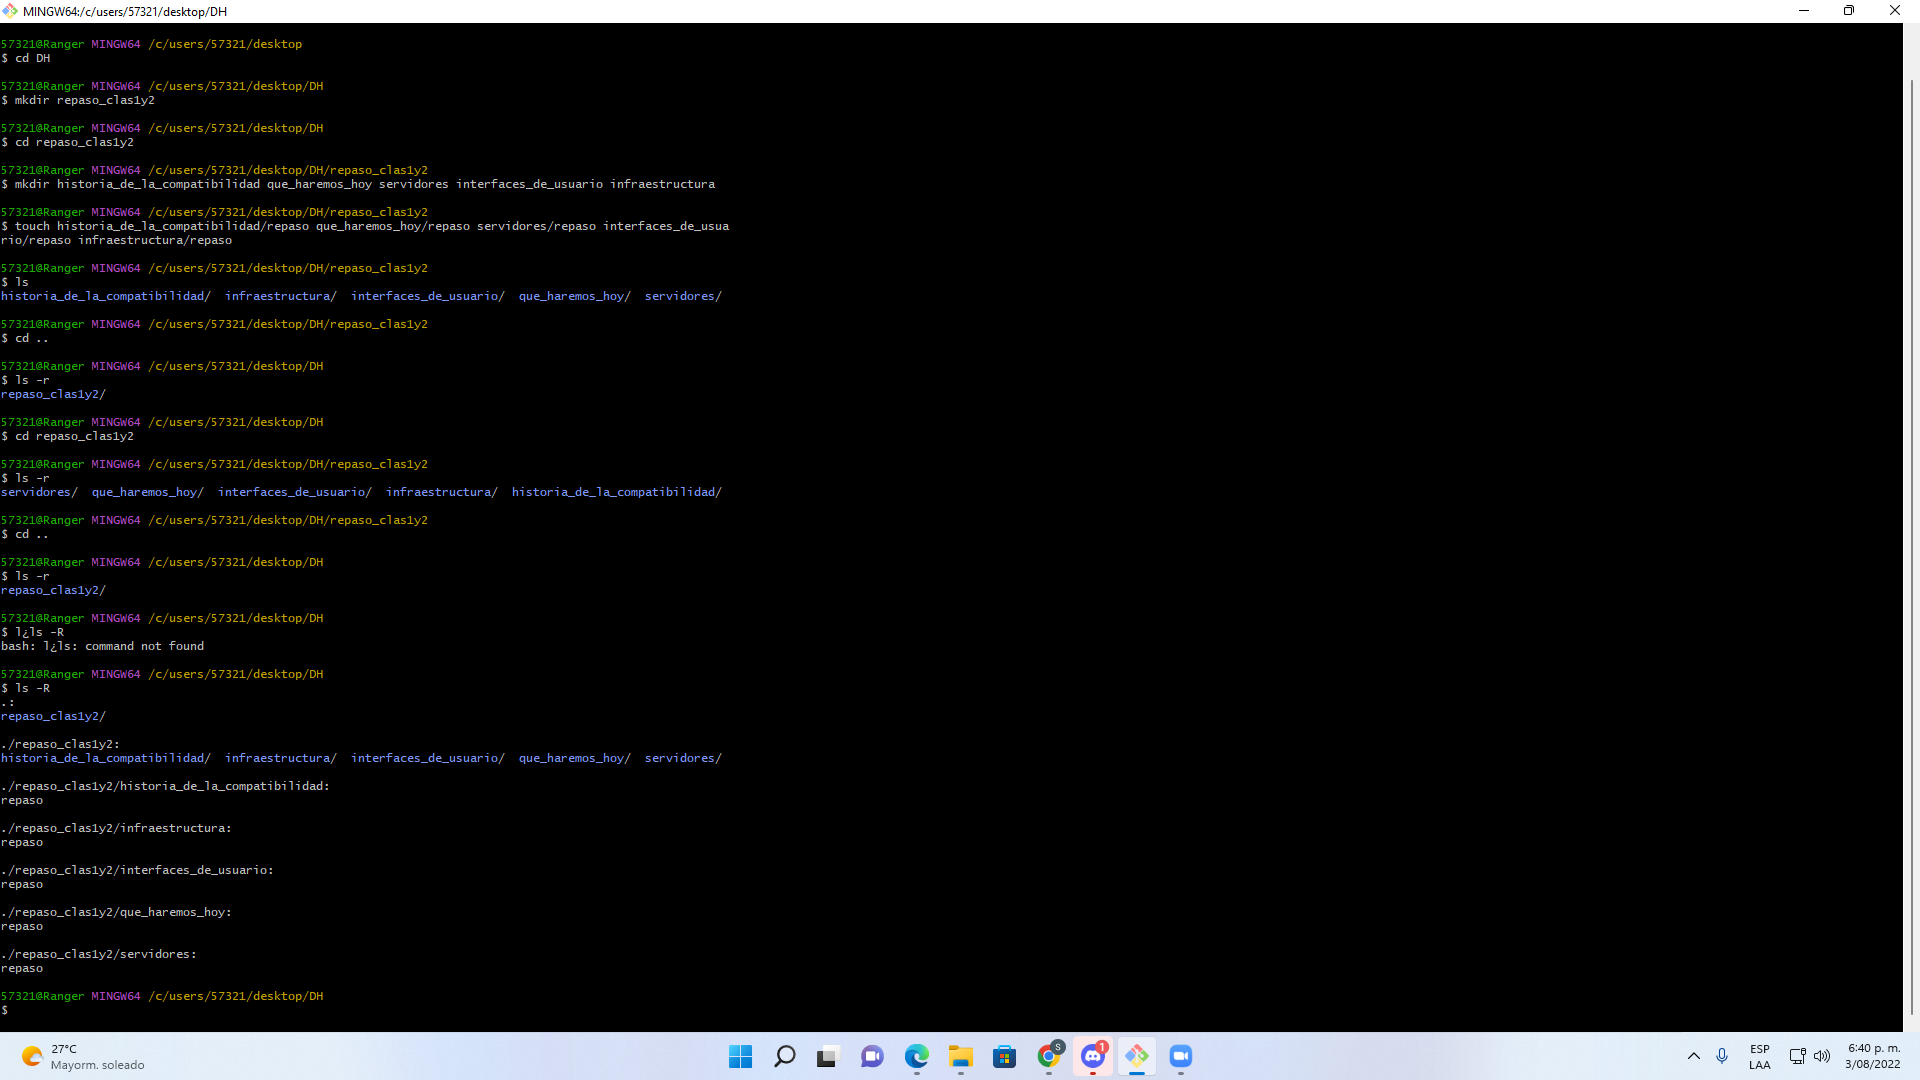 MINGW64:/c/users/57321/desktop/DH
57321@Ranger MINGW64 /c/users/57321/desktop
$ cd DH
57321@Ranger MINGW64 /c/users/57321/desktop/DH
$ mkdir repaso_clas1y2
57321@Ranger MINGW64 /c/users/57321/desktop/DH
$ cd repaso_clas1y2
57321@Ranger MINGW64 /c/users/57321/desktop/DH/repaso_clas1y2
$ mkdir historia_de_la_compatibilidad que_haremos_hoy servidores interfaces_de_usuario infraestructura
57321@Ranger MINGW64 /c/users/57321/desktop/DH/repaso_clas1y2
$ touch historia_de_la_compatibilidad/repaso que_haremos_hoy/repaso servidores/repaso interfaces_de_usua
rio/repaso infraestructura/repaso
57321@Ranger MINGW64 /c/users/57321/desktop/DH/repaso_clas1y2
$ ls
historia_de_la_compatibilidad/  infraestructura/  interfaces_de_usuario/  que_haremos_hoy/  servidores/
57321@Ranger MINGW64 /c/users/57321/desktop/DH/repaso_clas1y2
$ cd ..
57321@Ranger MINGW64 /c/users/57321/desktop/DH
$ ls -r
repaso_clas1y2/
57321@Ranger MINGW64 /c/users/57321/desktop/DH
$ cd repaso_clas1y2
57321@Ranger MINGW64 /c/users/57321/desktop/DH/repaso_clas1y2
$ ls -r
servidores/  que_haremos_hoy/  interfaces_de_usuario/  infraestructura/  historia_de_la_compatibilidad/
57321@Ranger MINGW64 /c/users/57321/desktop/DH/repaso_clas1y2
$ cd ..
57321@Ranger MINGW64 /c/users/57321/desktop/DH
$ ls -r
repaso_clas1y2/
57321@Ranger MINGW64 /c/users/57321/desktop/DH
$ l¿ls -R
bash: l¿ls: command not found
57321@Ranger MINGW64 /c/users/57321/desktop/DH
$ ls -R
.:
repaso_clas1y2/
./repaso_clas1y2:
historia_de_la_compatibilidad/  infraestructura/  interfaces_de_usuario/  que_haremos_hoy/  servidores/
./repaso_clas1y2/historia_de_la_compatibilidad:
repaso
./repaso_clas1y2/infraestructura:
repaso
./repaso_clas1y2/interfaces_de_usuario:
repaso
./repaso_clas1y2/que_haremos_hoy:
repaso
./repaso_clas1y2/servidores:
repaso
57321@Ranger MINGW64 /c/users/57321/desktop/DH
$
27°C
Mayorm. soleado
S
1
ESP
LAA
6:40 p. m.
3/08/2022